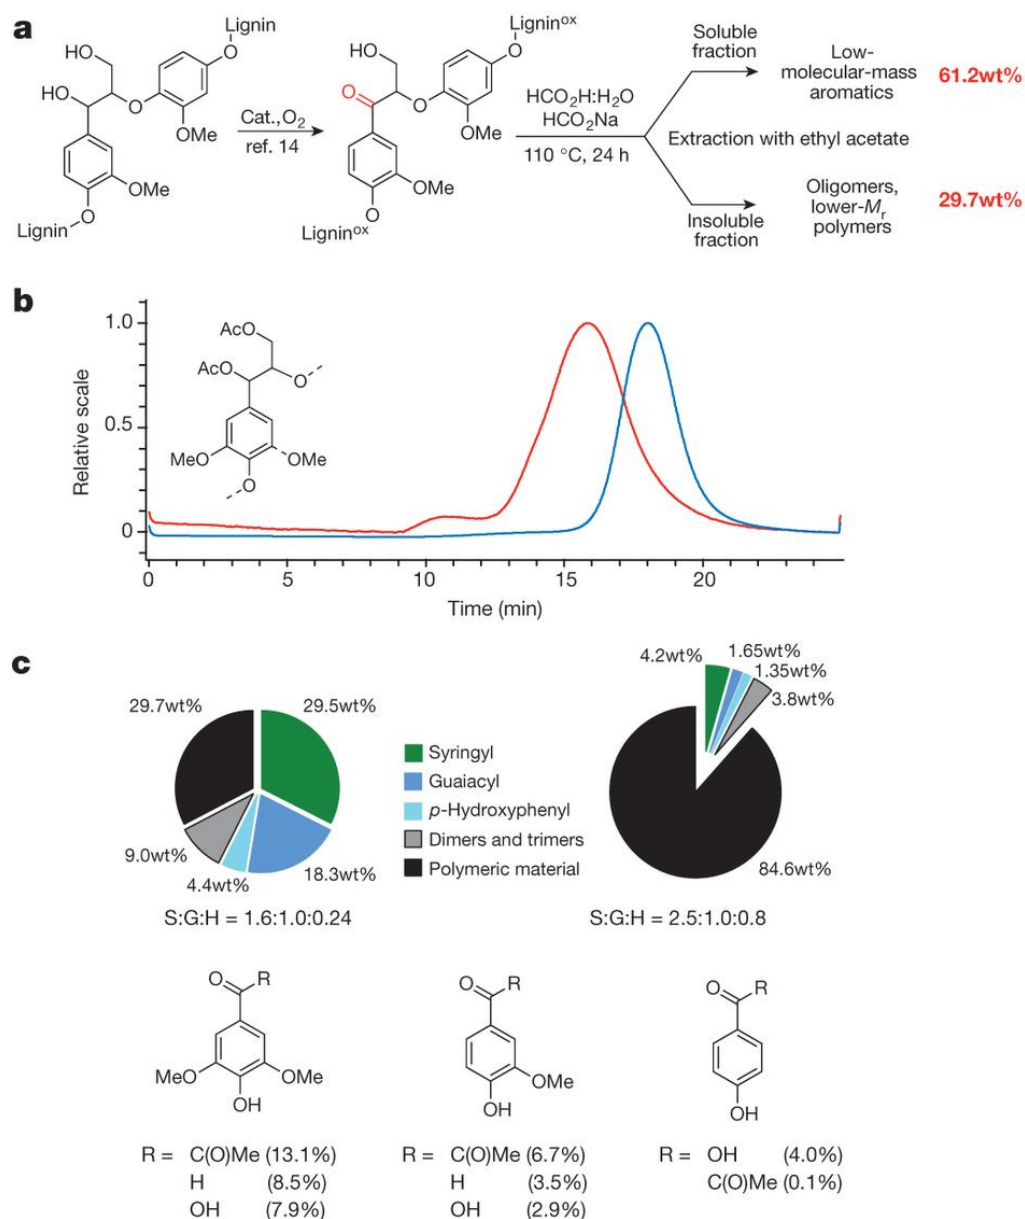 a
Lignin
O
HO
HO
O
OMe
OMe
O
Lignin
Cat., O2
ref. 14
Ligninox
O
HO
O
O
OMe
OMe
O
Ligninox
HCO2H:H2O
HCO2Na
110 °C, 24 h
Soluble
fraction
Low-
molecular-mass
aromatics
61.2wt%
Extraction with ethyl acetate
Insoluble
fraction
Oligomers,
lower-Mr
polymers
29.7wt%
b
Relative scale
1.0
0.5
0
AcO
AcO
O
MeO
OMe
O
0 5 10 15 20
Time (min)
c
29.7wt%
29.5wt%
9.0wt%
4.4wt%
18.3wt%
S:G:H = 1.6:1.0:0.24
Syringyl
Guaiacyl
p-Hydroxyphenyl
Dimers and trimers
Polymeric material
4.2wt%
1.65wt%
1.35wt%
3.8wt%
84.6wt%
S:G:H = 2.5:1.0:0.8
O R
MeO OMe
OH
R = C(O)Me (13.1%)
H (8.5%)
OH (7.9%)
O R
OMe
OH
R = C(O)Me (6.7%)
H (3.5%)
OH (2.9%)
O R
OH
R = OH (4.0%)
C(O)Me (0.1%)